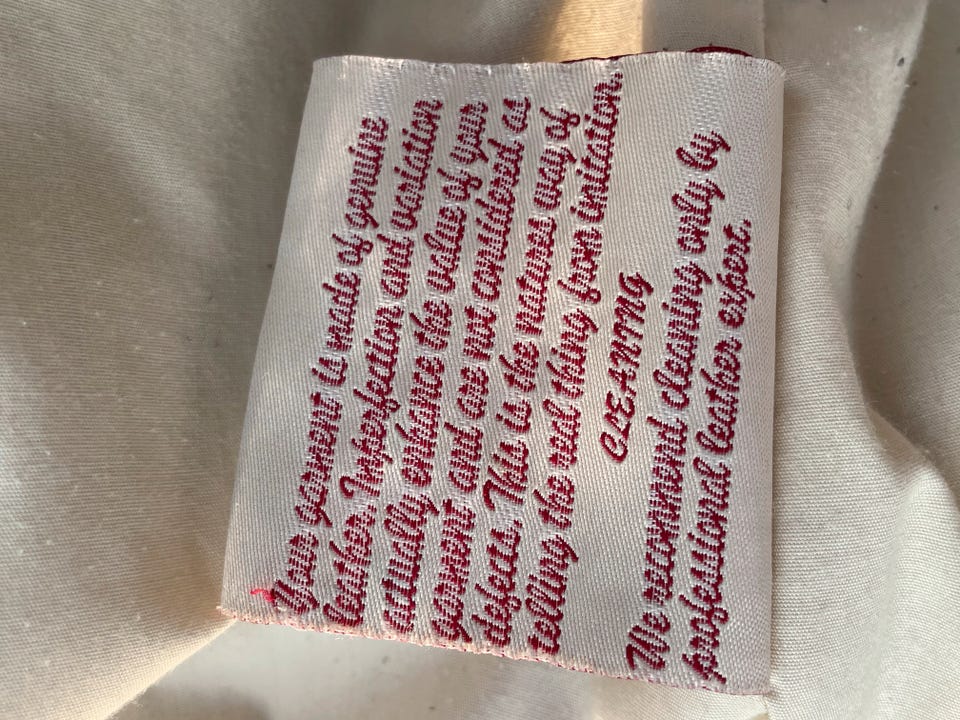 Your garment is made of genuine
leather. Imperfection and variation
actually enhance the value of your
garment and are not considered as
defects. This is the natures way of
telling the real thing from imitation.
CLEANING
We recommend cleaning only by
professional leather expert.